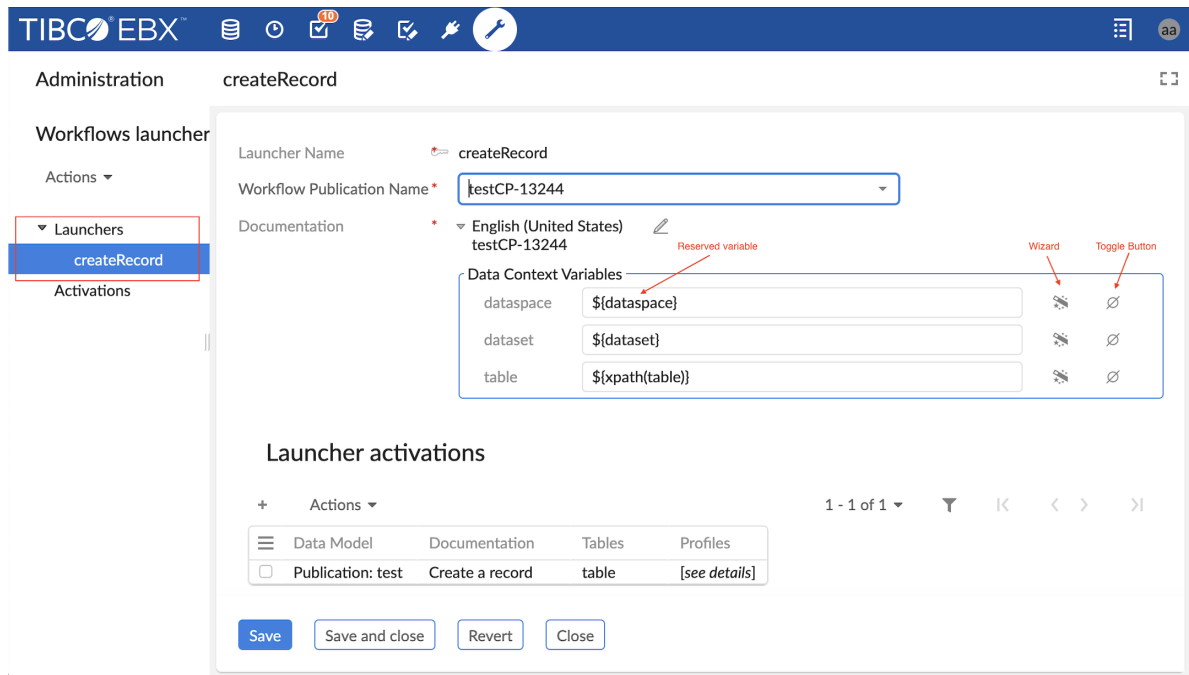 TIBCO® EBX™
10
aa
Administration
createRecord
Workflows launcher
Actions
Launchers
createRecord
Activations
Launcher Name * createRecord
Workflow Publication Name * testCP-13244
Documentation * English (United States)
testCP-13244
Reserved variable
Wizard
Toggle Button
Data Context Variables
dataspace ${dataspace}
dataset ${dataset}
table ${xpath(table)}
Launcher activations
+ Actions 1 - 1 of 1
Data Model Documentation Tables Profiles
Publication: test Create a record table [see details]
Save Save and close Revert Close